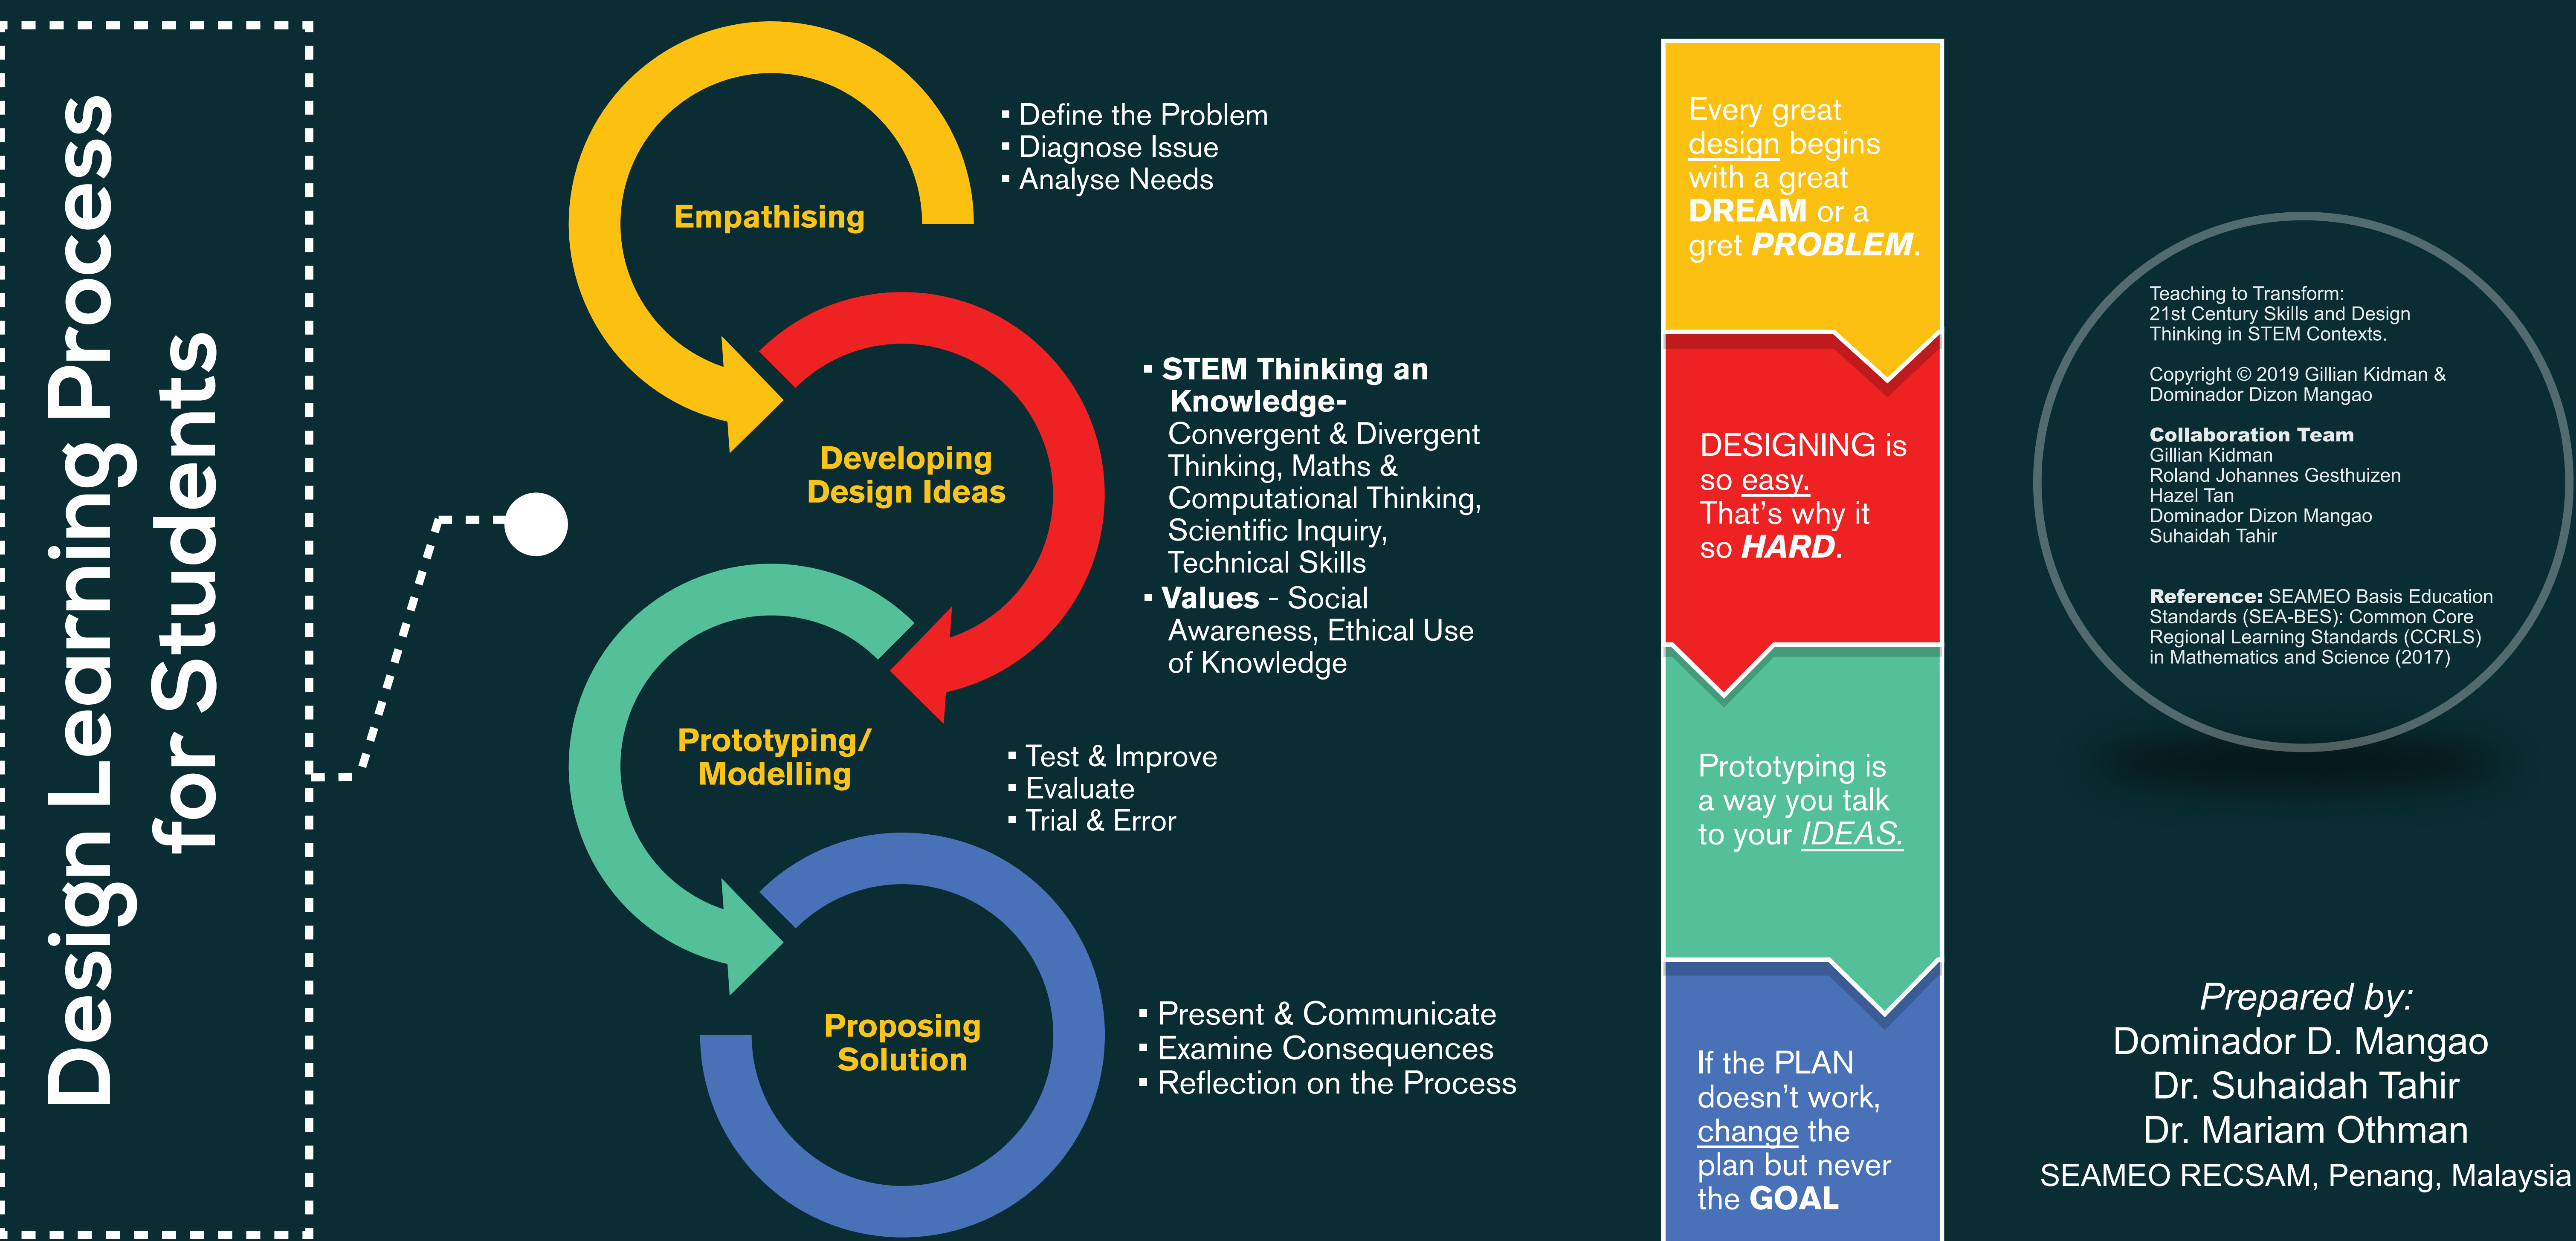 Design Learning Process
for Students
Empathising
▪ Define the Problem
▪ Diagnose Issue
▪ Analyse Needs
Developing
Design Ideas
▪ STEM Thinking an
Knowledge-
Convergent & Divergent
Thinking, Maths &
Computational Thinking,
Scientific Inquiry,
Technical Skills
▪ Values - Social
Awareness, Ethical Use
of Knowledge
Prototyping/
Modelling
▪ Test & Improve
▪ Evaluate
▪ Trial & Error
Proposing
Solution
▪ Present & Communicate
▪ Examine Consequences
▪ Reflection on the Process
Every great
design begins
with a great
DREAM or a
gret PROBLEM.
DESIGNING is
so easy.
That's why it
so HARD.
Prototyping is
a way you talk
to your IDEAS.
If the PLAN
doesn't work,
change the
plan but never
the GOAL
Teaching to Transform:
21st Century Skills and Design
Thinking in STEM Contexts.
Copyright © 2019 Gillian Kidman &
Dominador Dizon Mangao
Collaboration Team
Gillian Kidman
Roland Johannes Gesthuizen
Hazel Tan
Dominador Dizon Mangao
Suhaidah Tahir
Reference: SEAMEO Basis Education
Standards (SEA-BES): Common Core
Regional Learning Standards (CCRLS)
in Mathematics and Science (2017)
Prepared by:
Dominador D. Mangao
Dr. Suhaidah Tahir
Dr. Mariam Othman
SEAMEO RECSAM, Penang, Malaysia